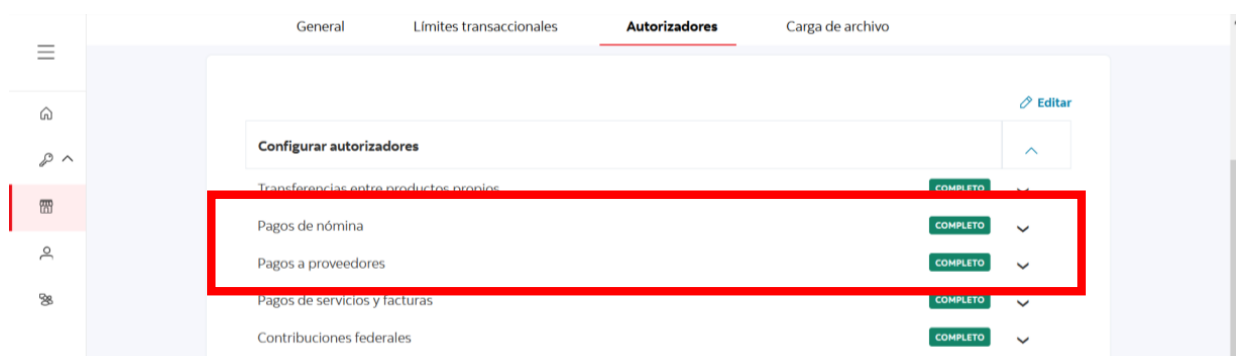 General Límites transaccionales Autorizadores Carga de archivo
Editar
Configurar autorizadores
Transferencias entre productos propios COMPLETO
Pagos de nómina COMPLETO
Pagos a proveedores COMPLETO
Pagos de servicios y facturas COMPLETO
Contribuciones federales COMPLETO